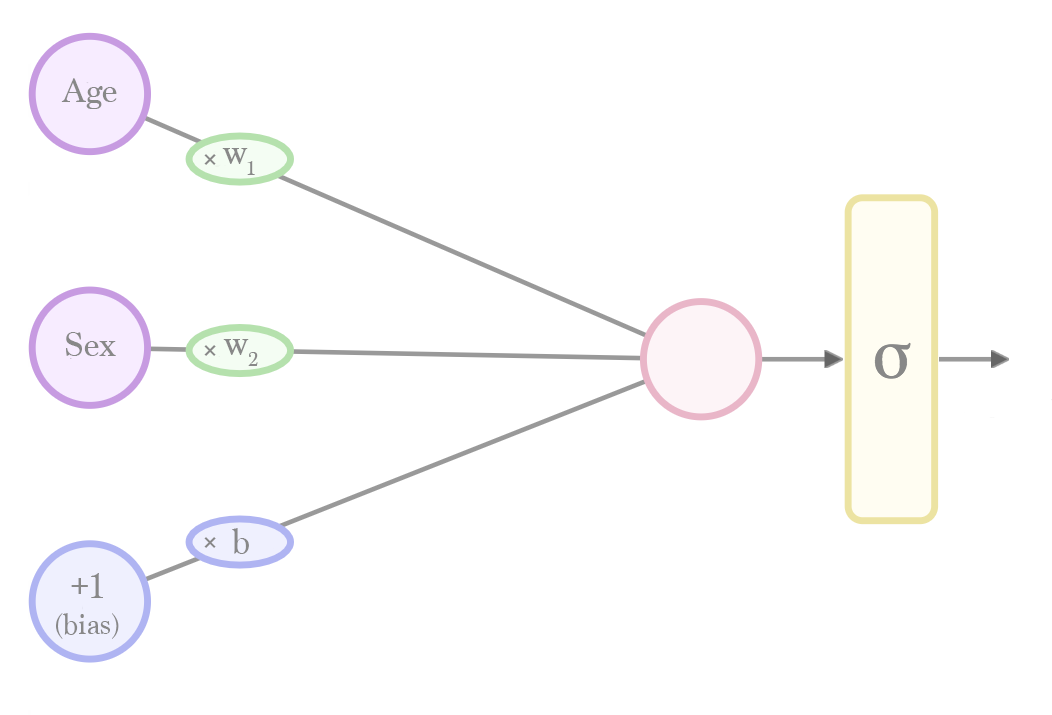 Age
× w₁
Sex
× w₂
σ
× b
+1
(bias)